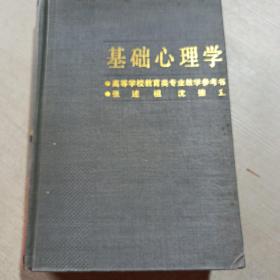 基础心理学
●高等学校教育类专业教学参考书
●张述祖 沈德立